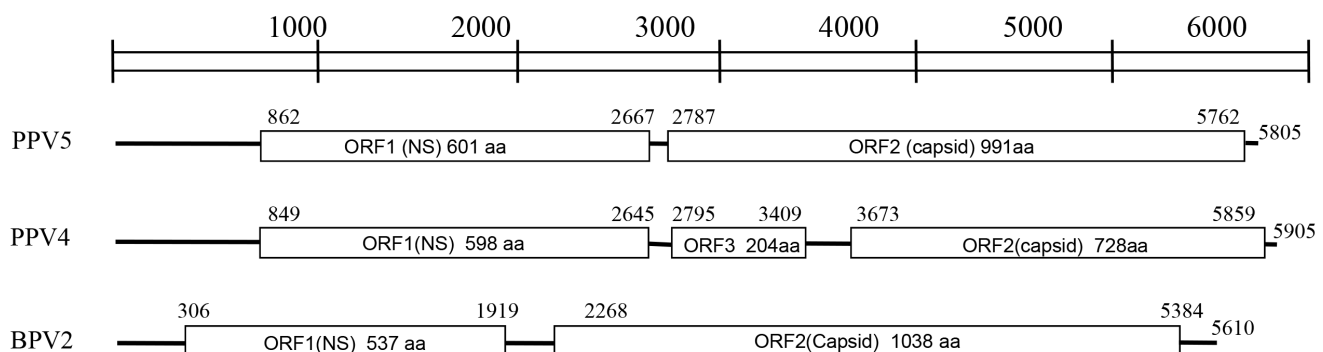 1000 2000 3000 4000 5000 6000
862 2667 2787 5762
PPV5 ORF1 (NS) 601 aa ORF2 (capsid) 991aa 5805
849 2645 2795 3409 3673 5859
PPV4 ORF1(NS) 598 aa ORF3 204aa ORF2(capsid) 728aa 5905
306 1919 2268 5384
BPV2 ORF1(NS) 537 aa ORF2(Capsid) 1038 aa 5610